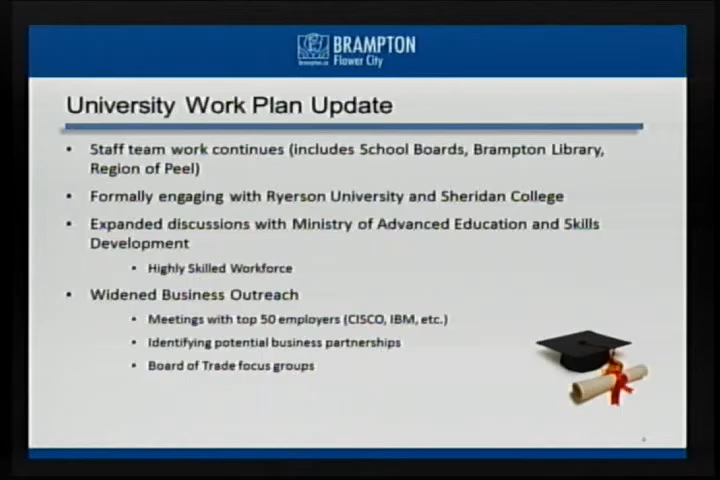 BRAMPTON
Flower City
University Work Plan Update
• Staff team work continues (includes School Boards, Brampton Library,
Region of Peel)
• Formally engaging with Ryerson University and Sheridan College
• Expanded discussions with Ministry of Advanced Education and Skills
Development
• Highly Skilled Workforce
• Widened Business Outreach
• Meetings with top 50 employers (CISCO, IBM, etc.)
• Identifying potential business partnerships
• Board of Trade focus groups